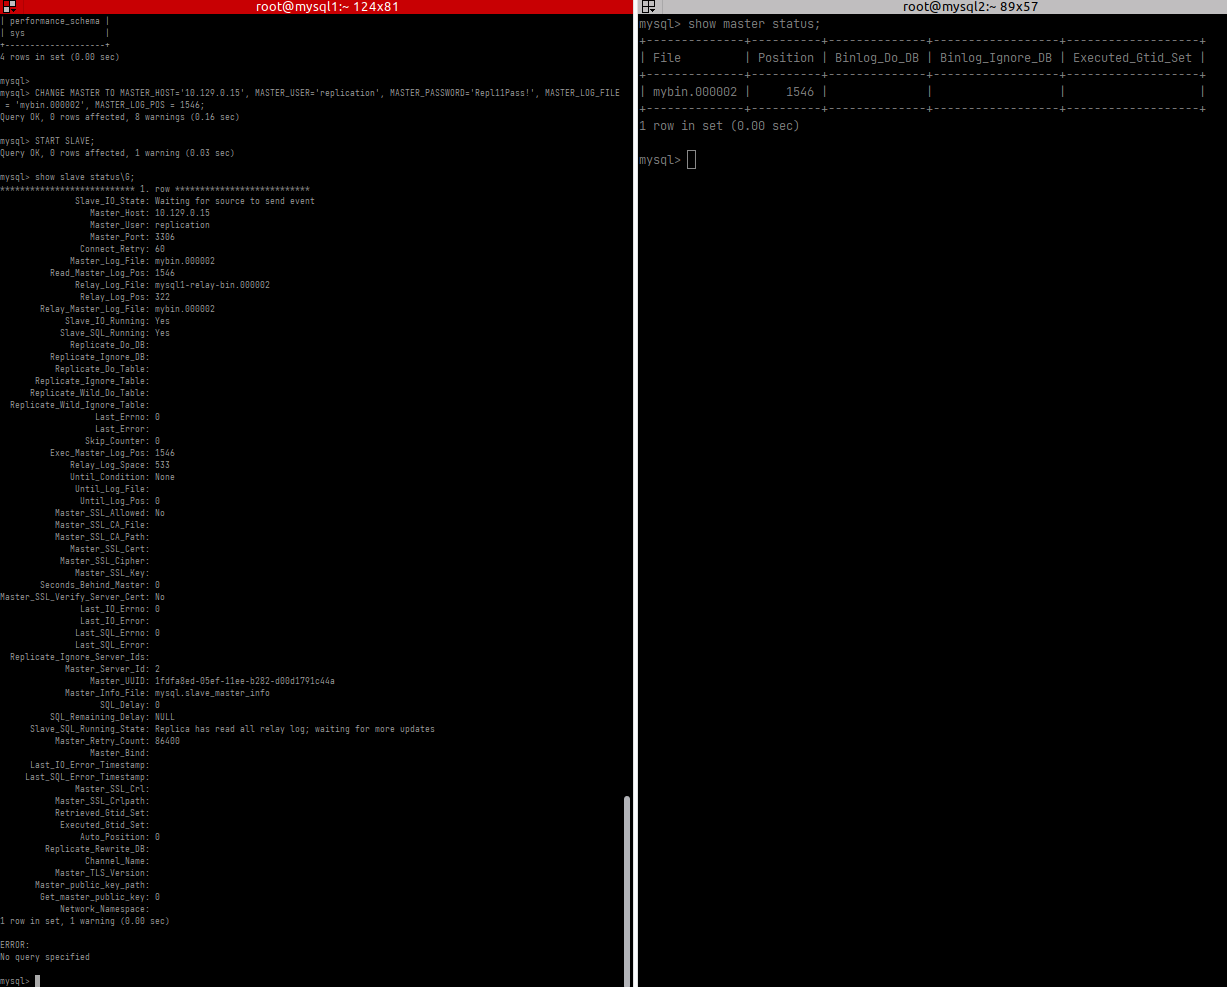 root@mysql1:~ 124x81
| performance_schema |
| sys                |
+--------------------+
4 rows in set (0.00 sec)
mysql>
mysql> CHANGE MASTER TO MASTER_HOST='10.129.0.15', MASTER_USER='replication', MASTER_PASSWORD='Repl11Pass!', MASTER_LOG_FILE
 = 'mybin.000002', MASTER_LOG_POS = 1546;
Query OK, 0 rows affected, 8 warnings (0.16 sec)
mysql> START SLAVE;
Query OK, 0 rows affected, 1 warning (0.03 sec)
mysql> show slave status\G;
*************************** 1. row ***************************
Slave_IO_State: Waiting for source to send event
Master_Host: 10.129.0.15
Master_User: replication
Master_Port: 3306
Connect_Retry: 60
Master_Log_File: mybin.000002
Read_Master_Log_Pos: 1546
Relay_Log_File: mysql1-relay-bin.000002
Relay_Log_Pos: 322
Relay_Master_Log_File: mybin.000002
Slave_IO_Running: Yes
Slave_SQL_Running: Yes
Replicate_Do_DB:
Replicate_Ignore_DB:
Replicate_Do_Table:
Replicate_Ignore_Table:
Replicate_Wild_Do_Table:
Replicate_Wild_Ignore_Table:
Last_Errno: 0
Last_Error:
Skip_Counter: 0
Exec_Master_Log_Pos: 1546
Relay_Log_Space: 533
Until_Condition: None
Until_Log_File:
Until_Log_Pos: 0
Master_SSL_Allowed: No
Master_SSL_CA_File:
Master_SSL_CA_Path:
Master_SSL_Cert:
Master_SSL_Cipher:
Master_SSL_Key:
Seconds_Behind_Master: 0
Master_SSL_Verify_Server_Cert: No
Last_IO_Errno: 0
Last_IO_Error:
Last_SQL_Errno: 0
Last_SQL_Error:
Replicate_Ignore_Server_Ids:
Master_Server_Id: 2
Master_UUID: 1fdfa8ed-05ef-11ee-b282-d00d1791c44a
Master_Info_File: mysql.slave_master_info
SQL_Delay: 0
SQL_Remaining_Delay: NULL
Slave_SQL_Running_State: Replica has read all relay log; waiting for more updates
Master_Retry_Count: 86400
Master_Bind:
Last_IO_Error_Timestamp:
Last_SQL_Error_Timestamp:
Master_SSL_Crl:
Master_SSL_Crlpath:
Retrieved_Gtid_Set:
Executed_Gtid_Set:
Auto_Position: 0
Replicate_Rewrite_DB:
Channel_Name:
Master_TLS_Version:
Master_public_key_path:
Get_master_public_key: 0
Network_Namespace:
1 row in set, 1 warning (0.00 sec)
ERROR:
No query specified
mysql>
root@mysql2:~ 89x57
mysql> show master status;
+--------------+----------+--------------+------------------+-------------------+
| File         | Position | Binlog_Do_DB | Binlog_Ignore_DB | Executed_Gtid_Set |
+--------------+----------+--------------+------------------+-------------------+
| mybin.000002 |     1546 |              |                  |                   |
+--------------+----------+--------------+------------------+-------------------+
1 row in set (0.00 sec)
mysql>